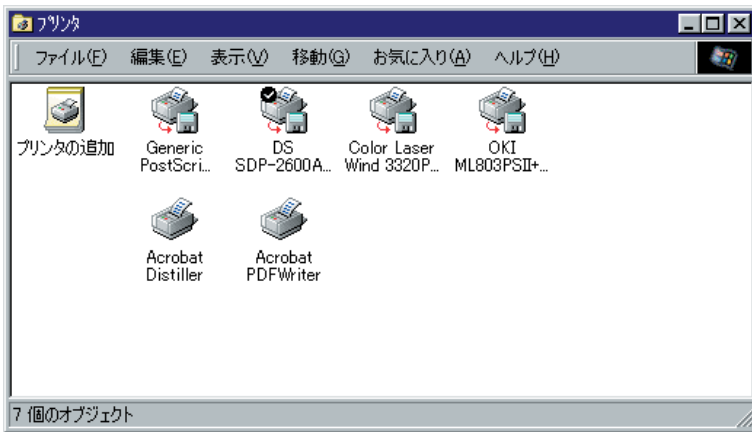 プリンタ
ファイル(F) 編集(E) 表示(V) 移動(G) お気に入り(A) ヘルプ(H)
プリンタの追加
Generic
PostScri...
DS
SDP-2600A...
Color Laser
Wind 3320P...
OKI
ML803PSII+...
Acrobat
Distiller
Acrobat
PDFWriter
7 個のオブジェクト